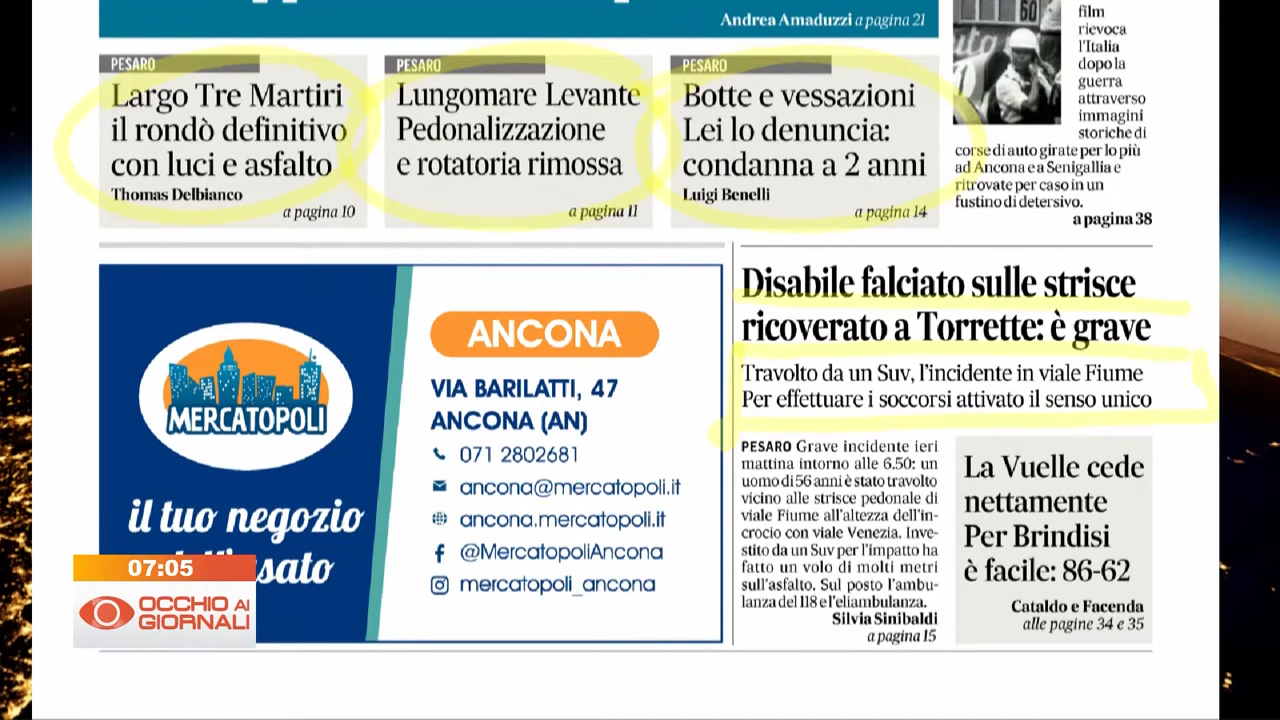 Andrea Amaduzzi a pagina 21
60
film
rievoca
l'Italia
dopo la
guerra
attraverso
immagini
storiche di
corse di auto girate per lo più
ad Ancona e a Senigallia e
ritrovate per caso in un
fustino di detersivo.
a pagina 38
PESARO
Largo Tre Martiri
il rondò definitivo
con luci e asfalto
Thomas Delbianco
a pagina 10
PESARO
Lungomare Levante
Pedonalizzazione
e rotatoria rimossa
a pagina 11
PESARO
Botte e vessazioni
Lei lo denuncia:
condanna a 2 anni
Luigi Benelli
a pagina 14
MERCATOPOLI
il tuo negozio
sato
ANCONA
VIA BARILATTI, 47
ANCONA (AN)
071 2802681
ancona@mercatopoli.it
ancona.mercatopoli.it
@MercatopoliAncona
mercatopoli_ancona
Disabile falciato sulle strisce
ricoverato a Torrette: è grave
Travolto da un Suv, l'incidente in viale Fiume
Per effettuare i soccorsi attivato il senso unico
PESARO Grave incidente ieri
mattina intorno alle 6.50: un
uomo di 56 anni è stato travolto
vicino alle strisce pedonale di
viale Fiume all'altezza dell'in-
crocio con viale Venezia. Inve-
stito da un Suv per l'impatto ha
fatto un volo di molti metri
sull'asfalto. Sul posto l'ambu-
lanza del 118 e l'eliambulanza.
Silvia Sinibaldi
a pagina 15
La Vuelle cede
nettamente
Per Brindisi
è facile: 86-62
Cataldo e Facenda
alle pagine 34 e 35
07:05
OCCHIO AI
GIORNALI